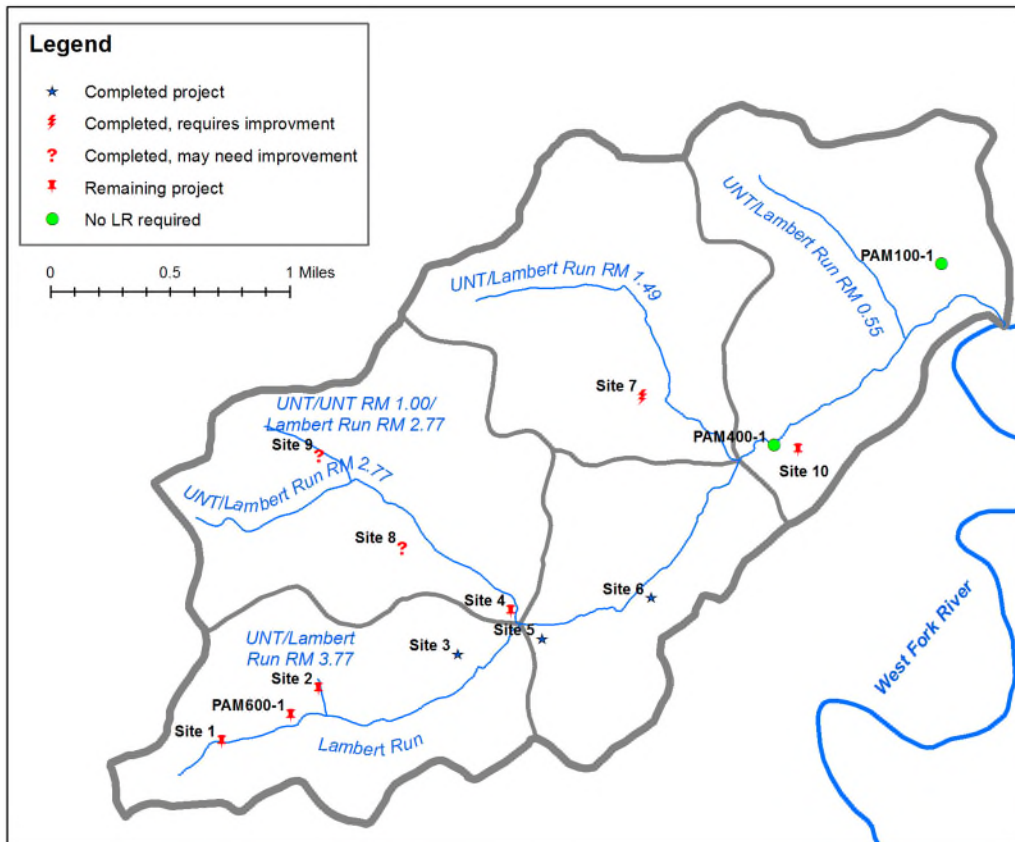 Legend
Completed project
Completed, requires improvment
Completed, may need improvement
Remaining project
No LR required
0 0.5 1 Miles
UNT/Lambert Run RM 0.55
PAM100-1
UNT/Lambert Run RM 1.49
Site 7
UNT/UNT RM 1.00/
Lambert Run RM 2.77
Site 9
PAM400-1
Site 10
UNT/Lambert Run RM 2.77
Site 8
Site 6
Site 4
Site 5
UNT/Lambert
Run RM 3.77
Site 3
Site 2
PAM600-1
Site 1
Lambert Run
West Fork River